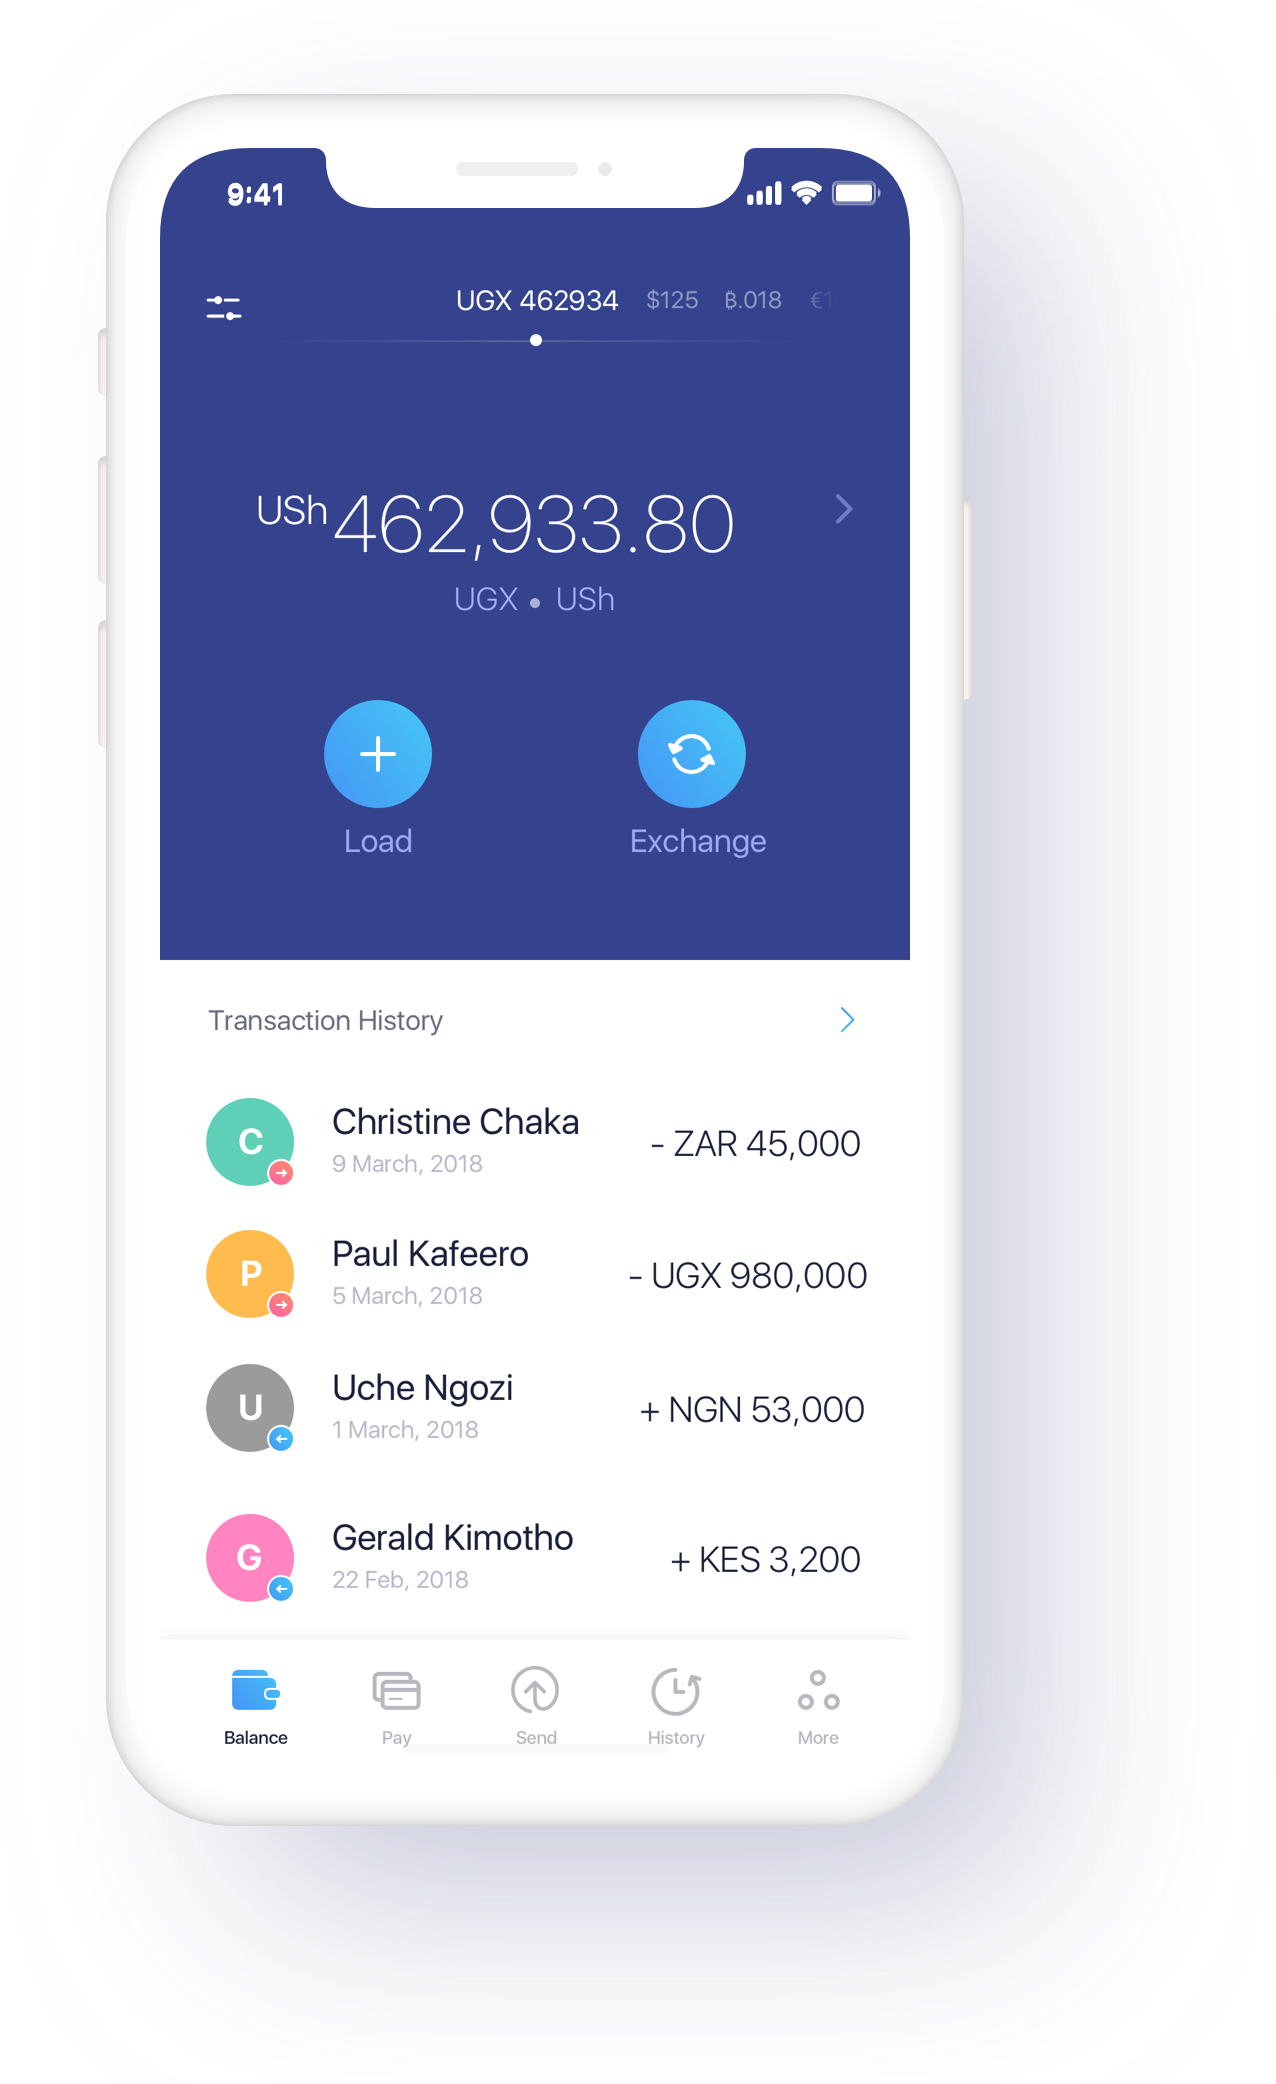 9:41
UGX 462934 $125 ₿.018 €1
USh 462,933.80
UGX • USh
Load Exchange
Transaction History
C Christine Chaka - ZAR 45,000
9 March, 2018
P Paul Kafeero - UGX 980,000
5 March, 2018
U Uche Ngozi + NGN 53,000
1 March, 2018
G Gerald Kimotho + KES 3,200
22 Feb, 2018
Balance Pay Send History More